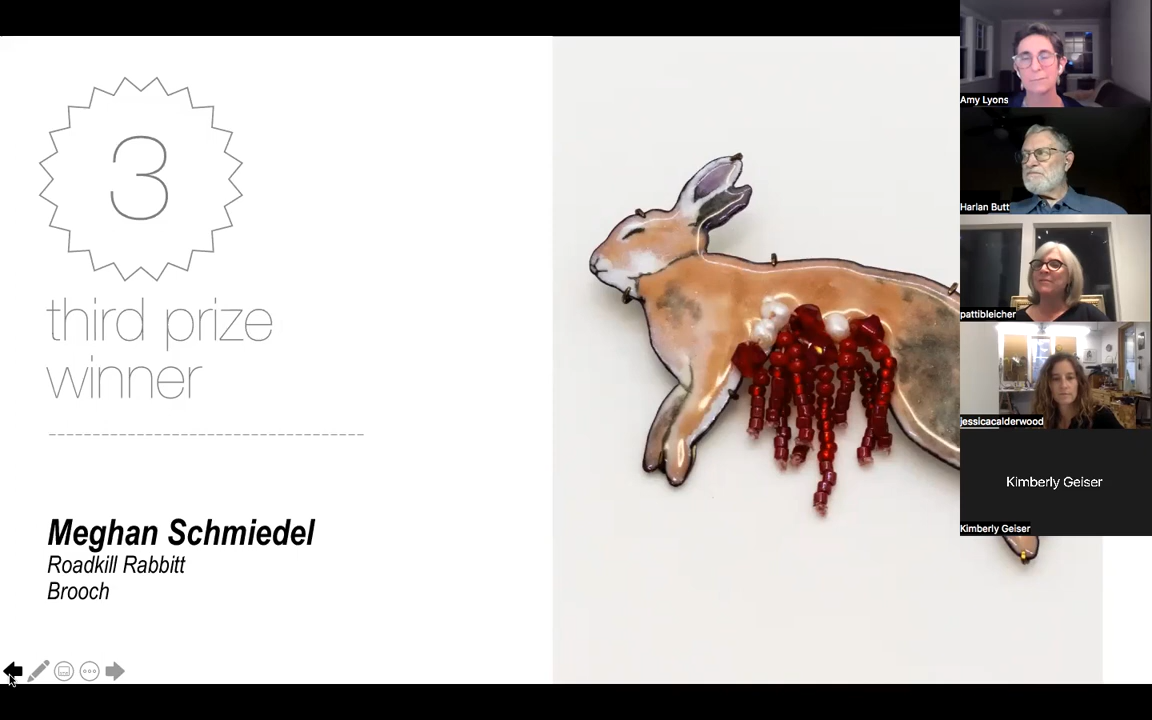 3
third prize
winner
Meghan Schmiedel
Roadkill Rabbitt
Brooch
Amy Lyons
Harlan Butt
pattibleicher
jessicacalderwood
Kimberly Geiser
Kimberly Geiser